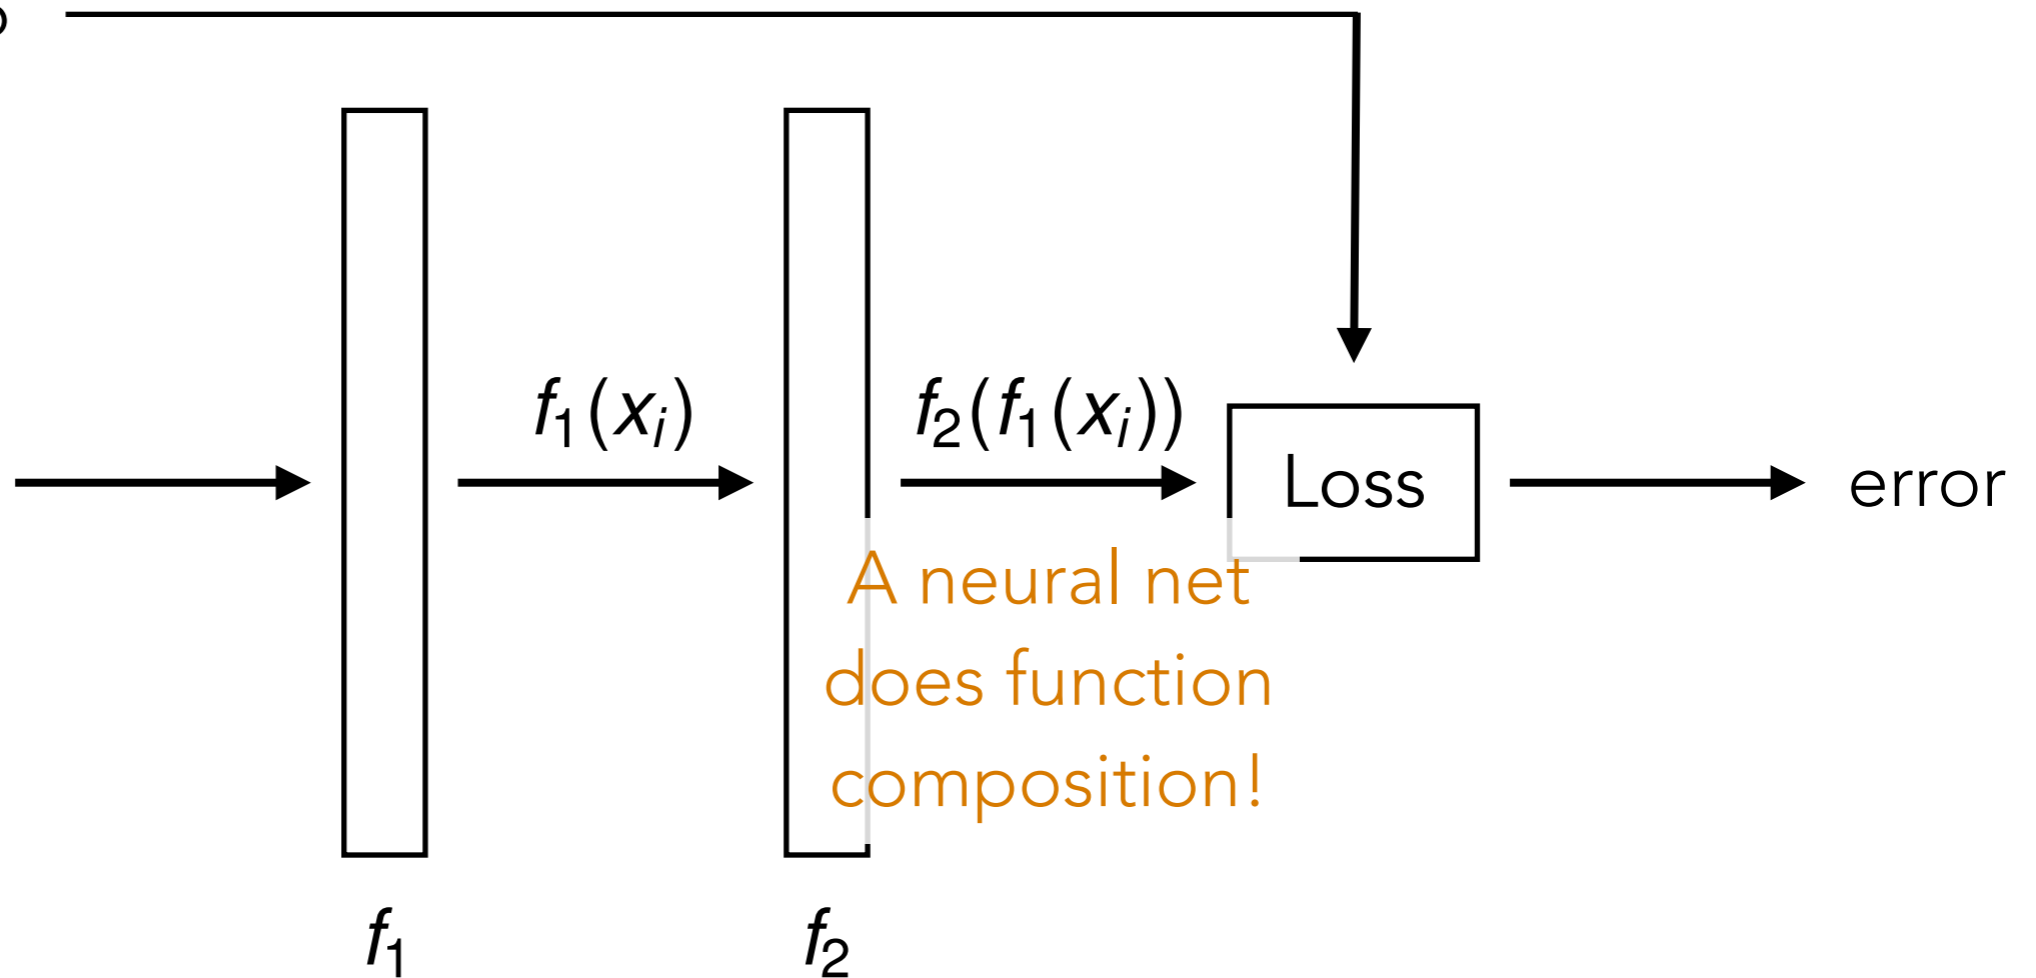 f₁(xᵢ)
f₂(f₁(xᵢ))
Loss
error
A neural net
does function
composition!
f₁
f₂